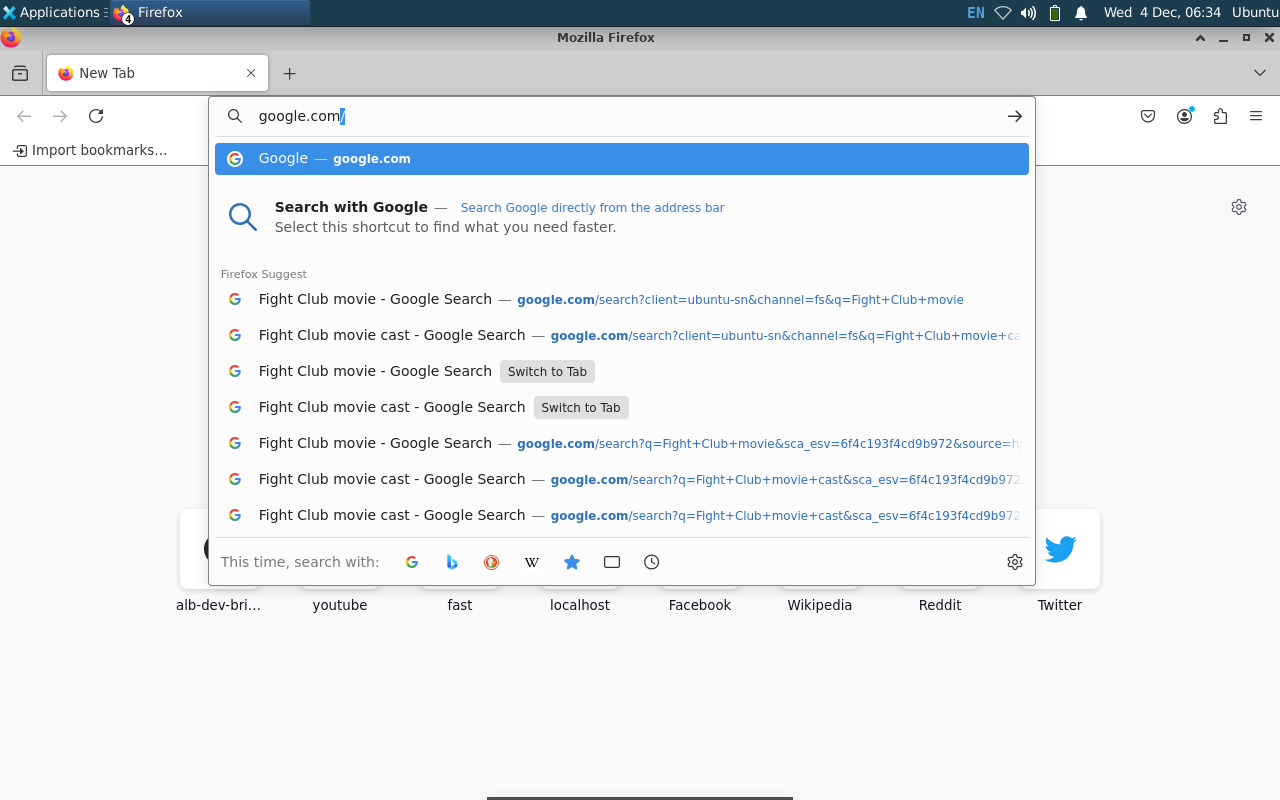 Applications
4
Firefox
EN
Wed 4 Dec, 06:34
Ubuntu
Mozilla Firefox
New Tab
google.com/
Import bookmarks…
Google — google.com
Search with Google — Search Google directly from the address bar
Select this shortcut to find what you need faster.
Firefox Suggest
Fight Club movie - Google Search — google.com/search?client=ubuntu-sn&channel=fs&q=Fight+Club+movie
Fight Club movie cast - Google Search — google.com/search?client=ubuntu-sn&channel=fs&q=Fight+Club+movie+ca
Fight Club movie - Google Search Switch to Tab
Fight Club movie cast - Google Search Switch to Tab
Fight Club movie - Google Search — google.com/search?q=Fight+Club+movie&sca_esv=6f4c193f4cd9b972&source=h
Fight Club movie cast - Google Search — google.com/search?q=Fight+Club+movie+cast&sca_esv=6f4c193f4cd9b972
Fight Club movie cast - Google Search — google.com/search?q=Fight+Club+movie+cast&sca_esv=6f4c193f4cd9b972
This time, search with:
W
alb-dev-bri…
youtube
fast
localhost
Facebook
Wikipedia
Reddit
Twitter